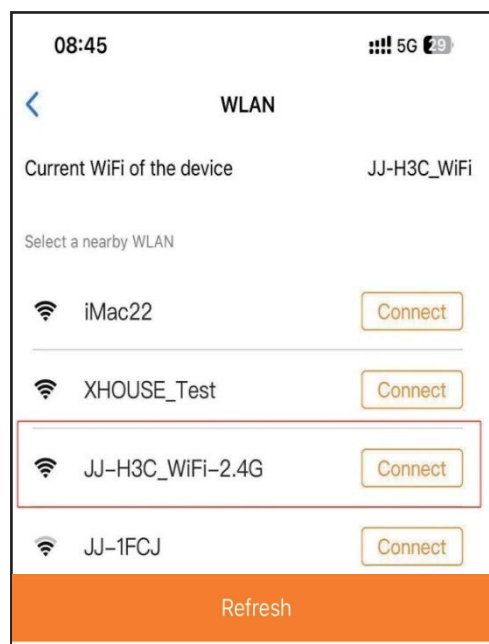 08:45 5G 29
WLAN
Current WiFi of the device JJ-H3C_WiFi
Select a nearby WLAN
iMac22 Connect
XHOUSE_Test Connect
JJ-H3C_WiFi-2.4G Connect
JJ-1FCJ Connect
Refresh